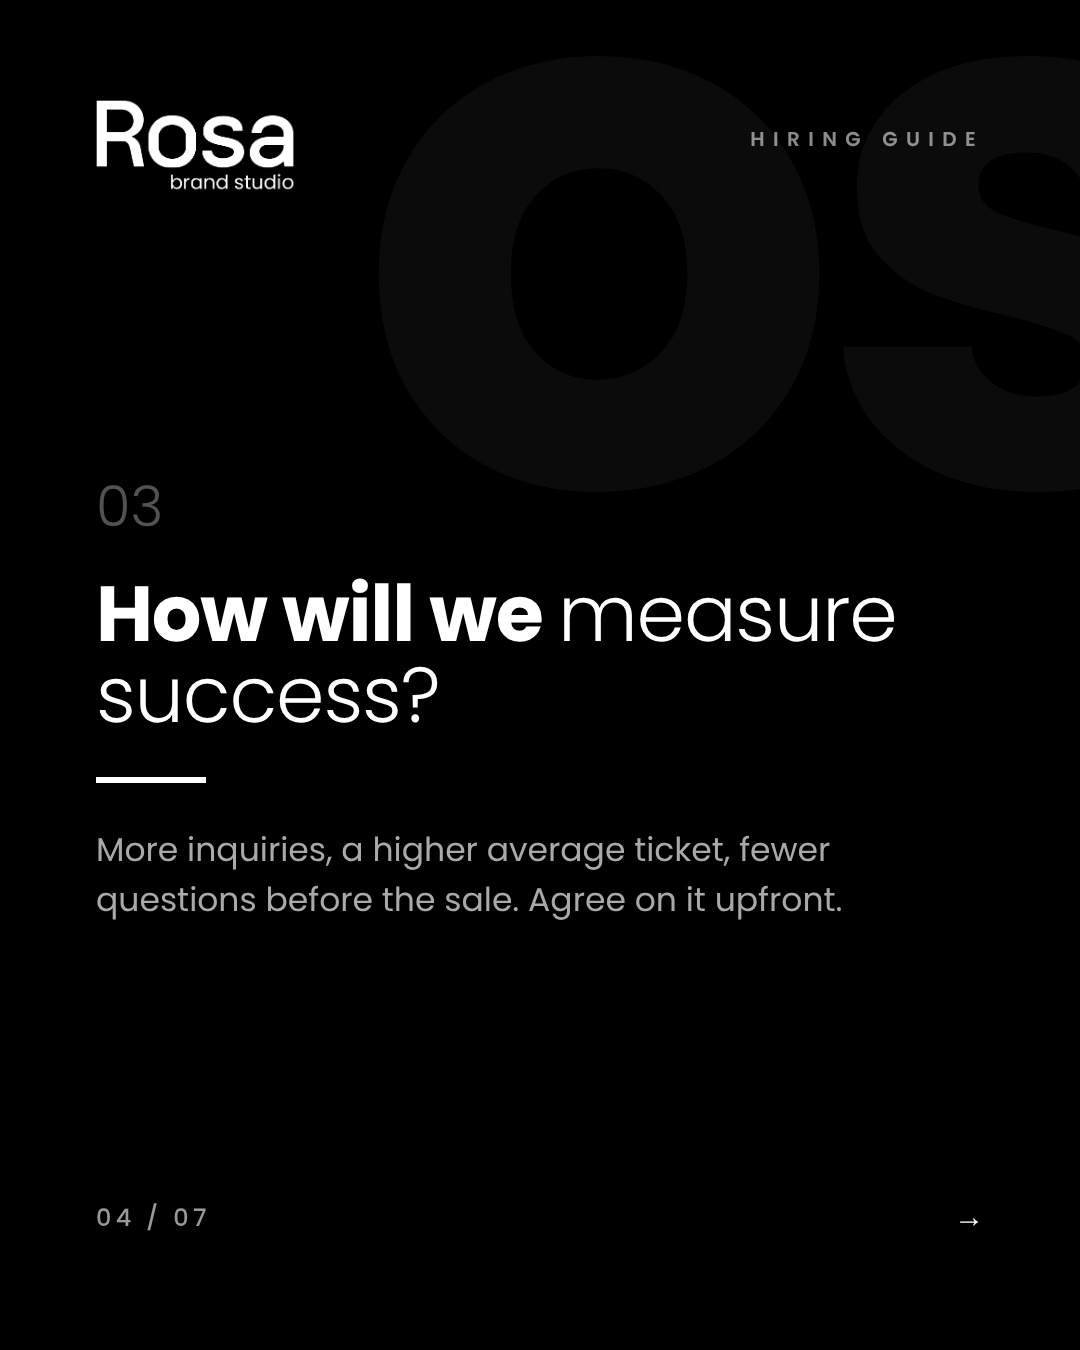 Rosa
brand studio
HIRING GUIDE
os
03
How will we measure
success?
More inquiries, a higher average ticket, fewer
questions before the sale. Agree on it upfront.
04 / 07
→